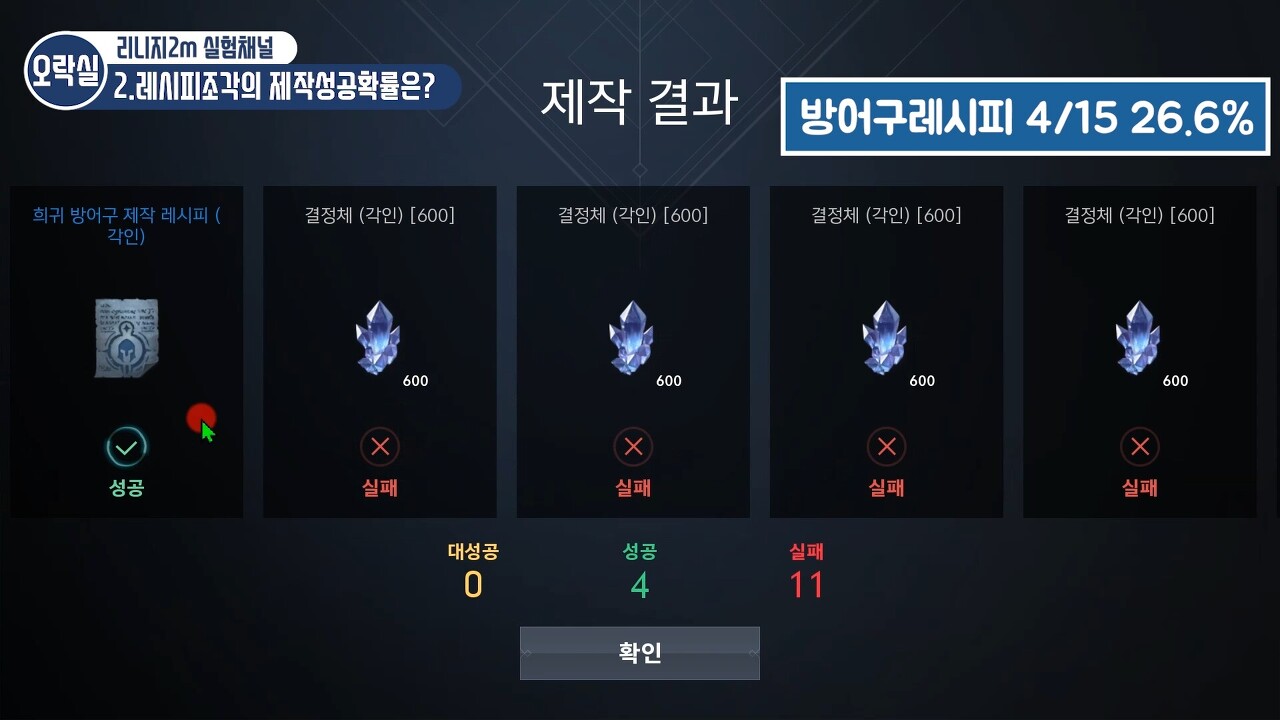 오락실
리니지2m 실험채널
2.레시피조각의 제작성공확률은?
제작 결과
방어구레시피 4/15 26.6%
희귀 방어구 제작 레시피 (
각인)
성공
결정체 (각인) [600]
600
실패
결정체 (각인) [600]
600
실패
결정체 (각인) [600]
600
실패
결정체 (각인) [600]
600
실패
대성공
0
성공
4
실패
11
확인